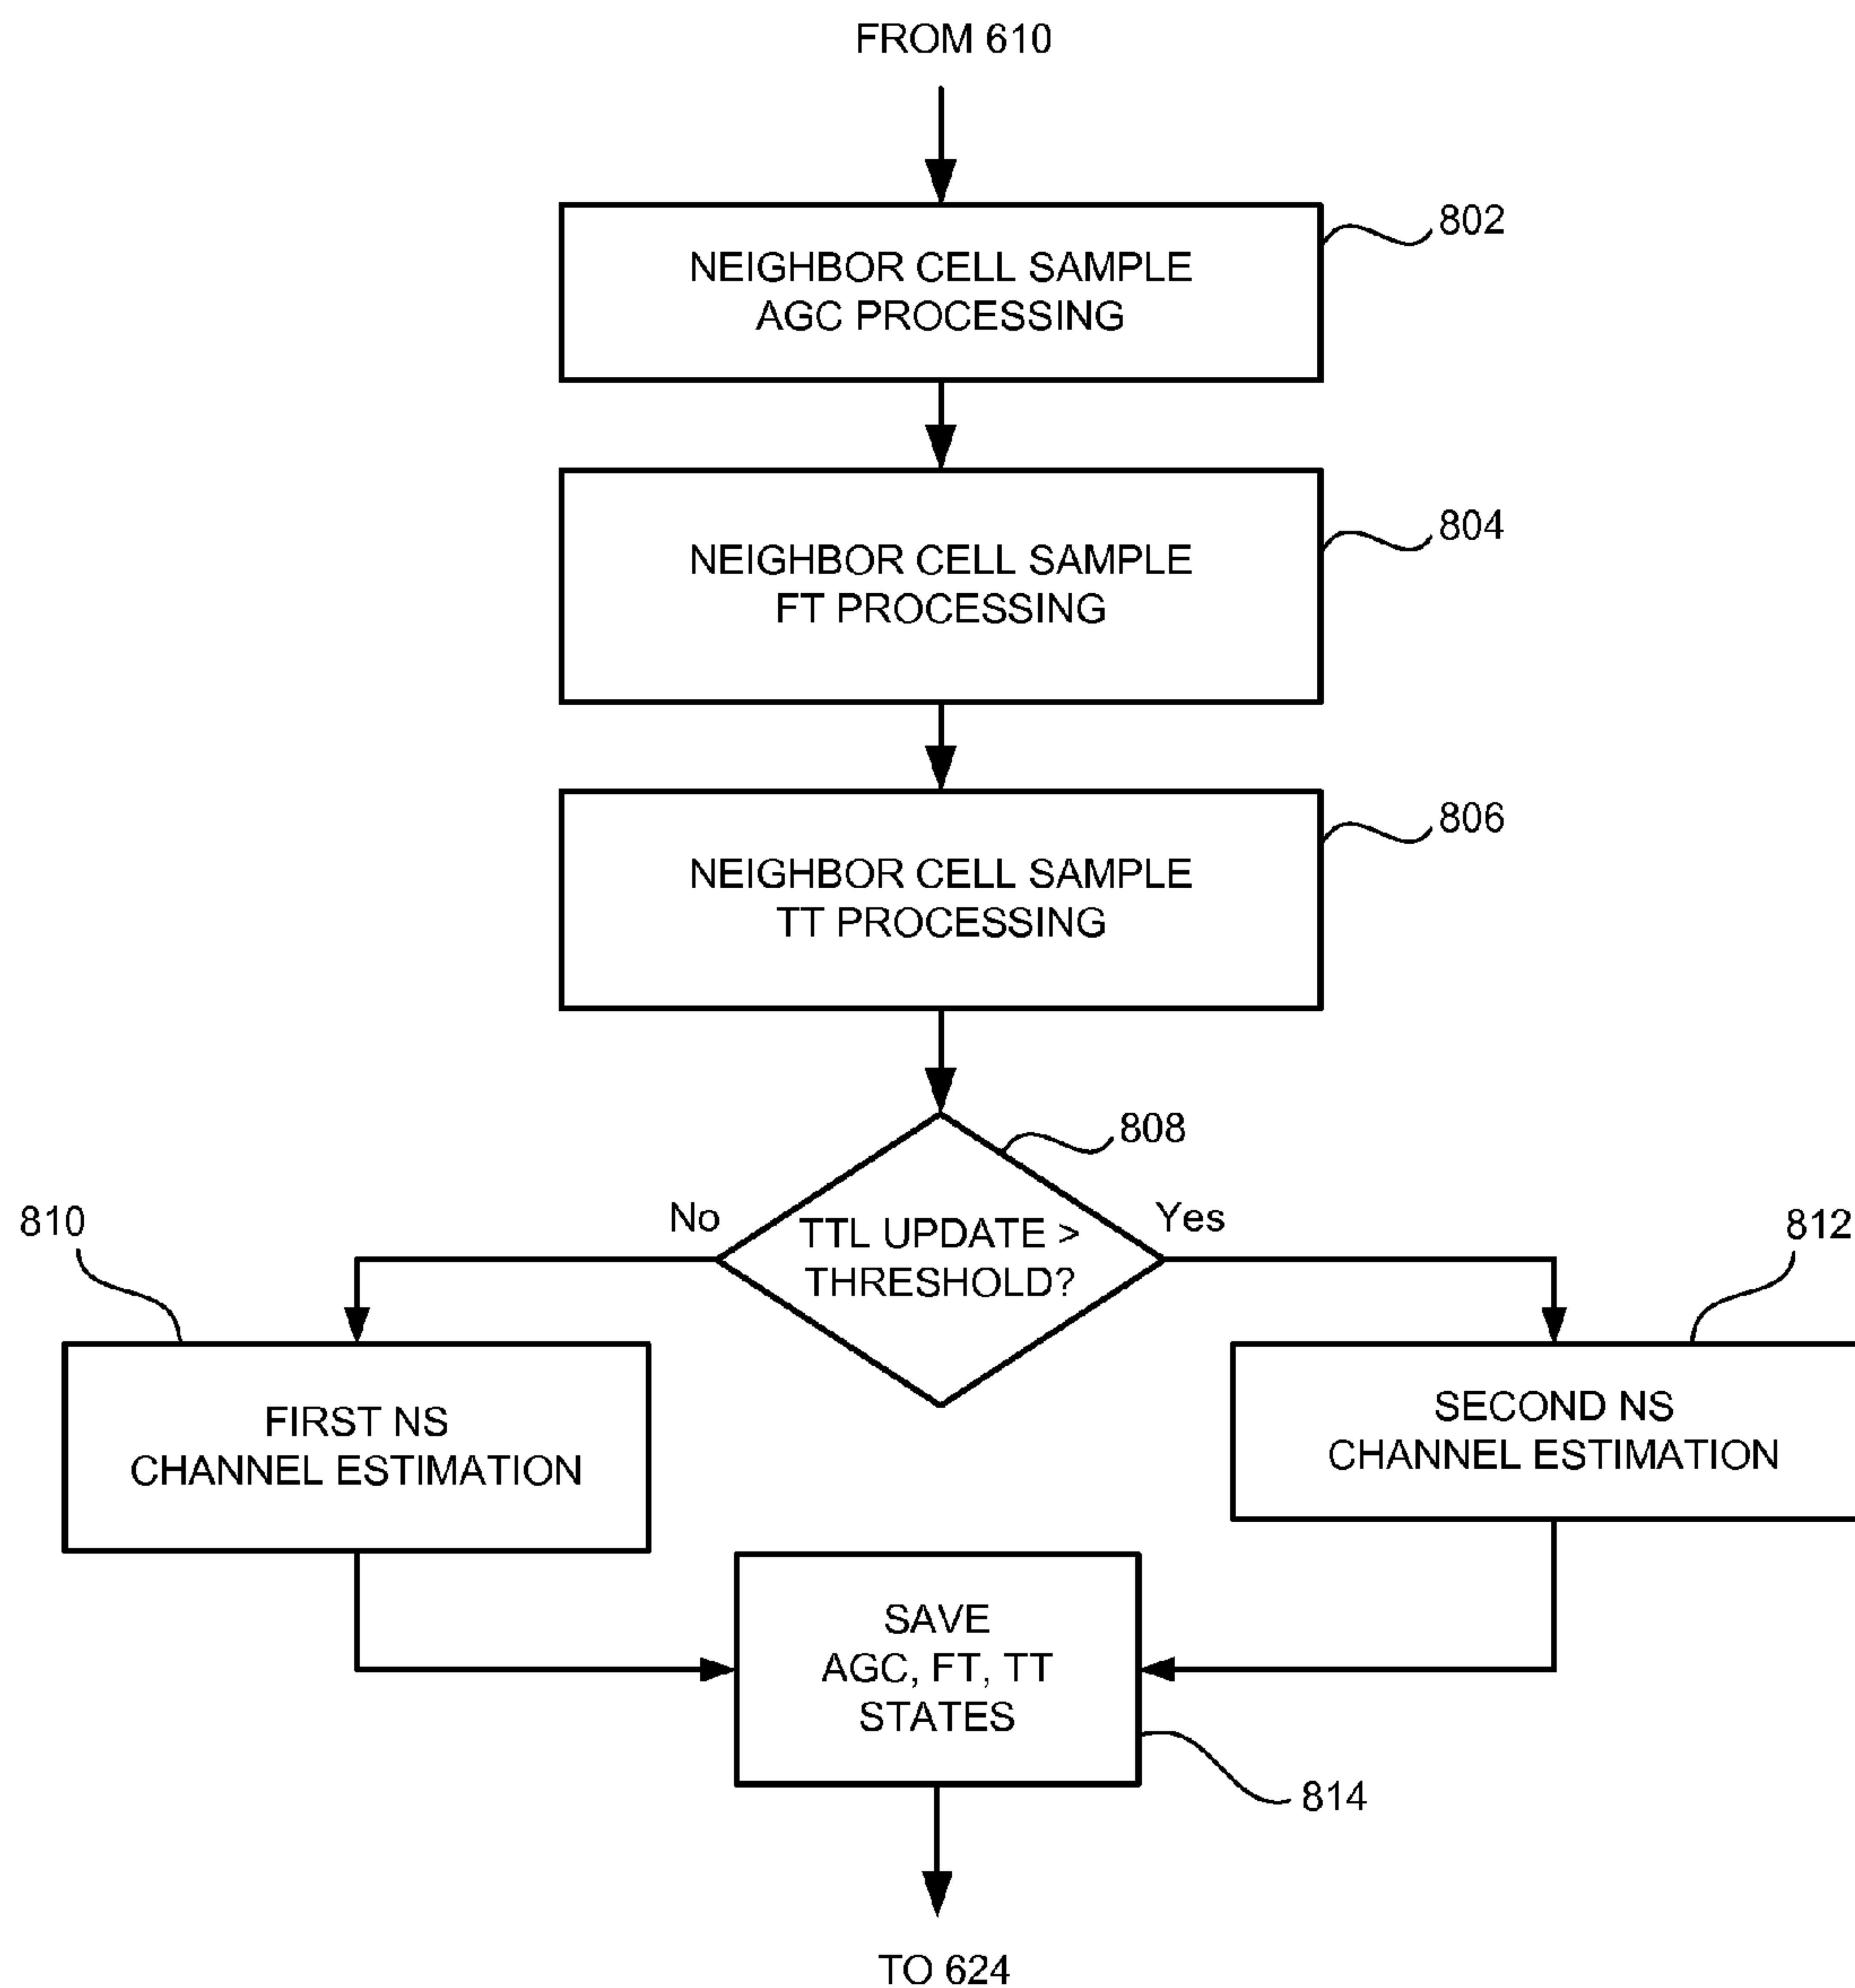 FROM 610
802
NEIGHBOR CELL SAMPLE
AGC PROCESSING
804
NEIGHBOR CELL SAMPLE
FT PROCESSING
806
NEIGHBOR CELL SAMPLE
TT PROCESSING
808
No
TTL UPDATE >
THRESHOLD?
Yes
810
812
FIRST NS
CHANNEL ESTIMATION
SECOND NS
CHANNEL ESTIMATION
SAVE
AGC, FT, TT
STATES
814
TO 624